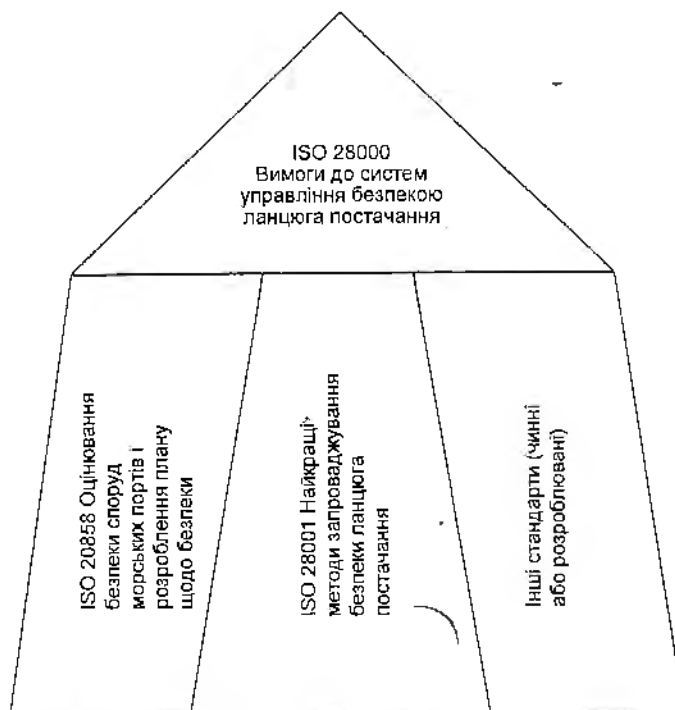 ISO 28000
Вимоги до систем
управління безпекою
ланцюга постачання
ISO 20858 Оцінювання
безпеки споруд
морських портів і
розроблення плану
щодо безпеки
ISO 28001 Найкращі
методи запроваджування
безпеки ланцюга
постачання
Інші стандарти (чинні
або розроблювані)